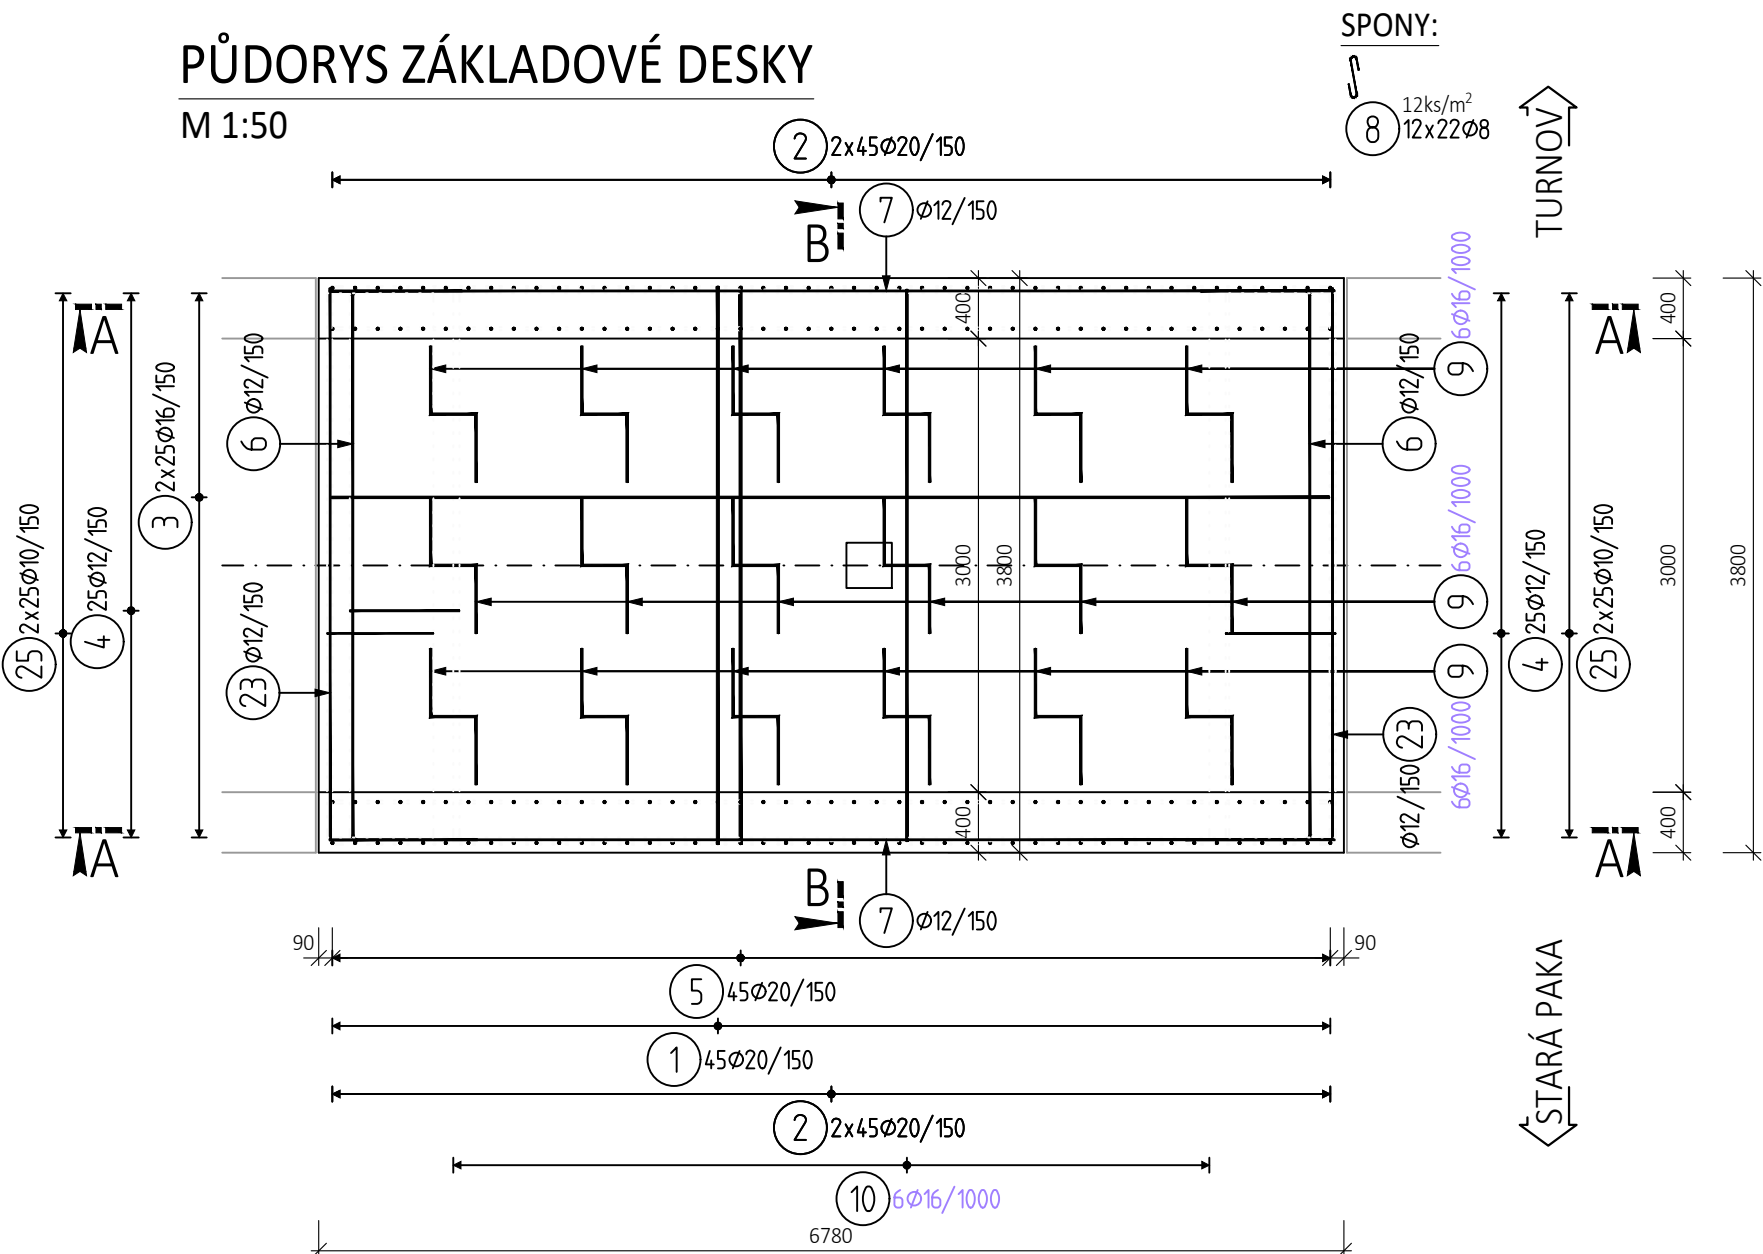 PŮDORYS ZÁKLADOVÉ DESKY
M 1:50
SPONY:
8 12ks/m²
12x22Ø8
TURNOV
2 2x45Ø20/150
7 Ø12/150
B
A
A
400
6Ø16/1000
400
3800
6 Ø12/150
Ø12/150
6
9
3 2x25Ø16/150
25 2x25Ø10/150
4 25Ø12/150
3000
3800
6Ø16/1000
9
4 25Ø12/150
25 2x25Ø10/150
3000
23 Ø12/150
9
6Ø16/1000
23
Ø12/150
400
400
A
A
B
7 Ø12/150
90
90
5 45Ø20/150
1 45Ø20/150
2 2x45Ø20/150
10 6Ø16/1000
6780
STARÁ PAKA